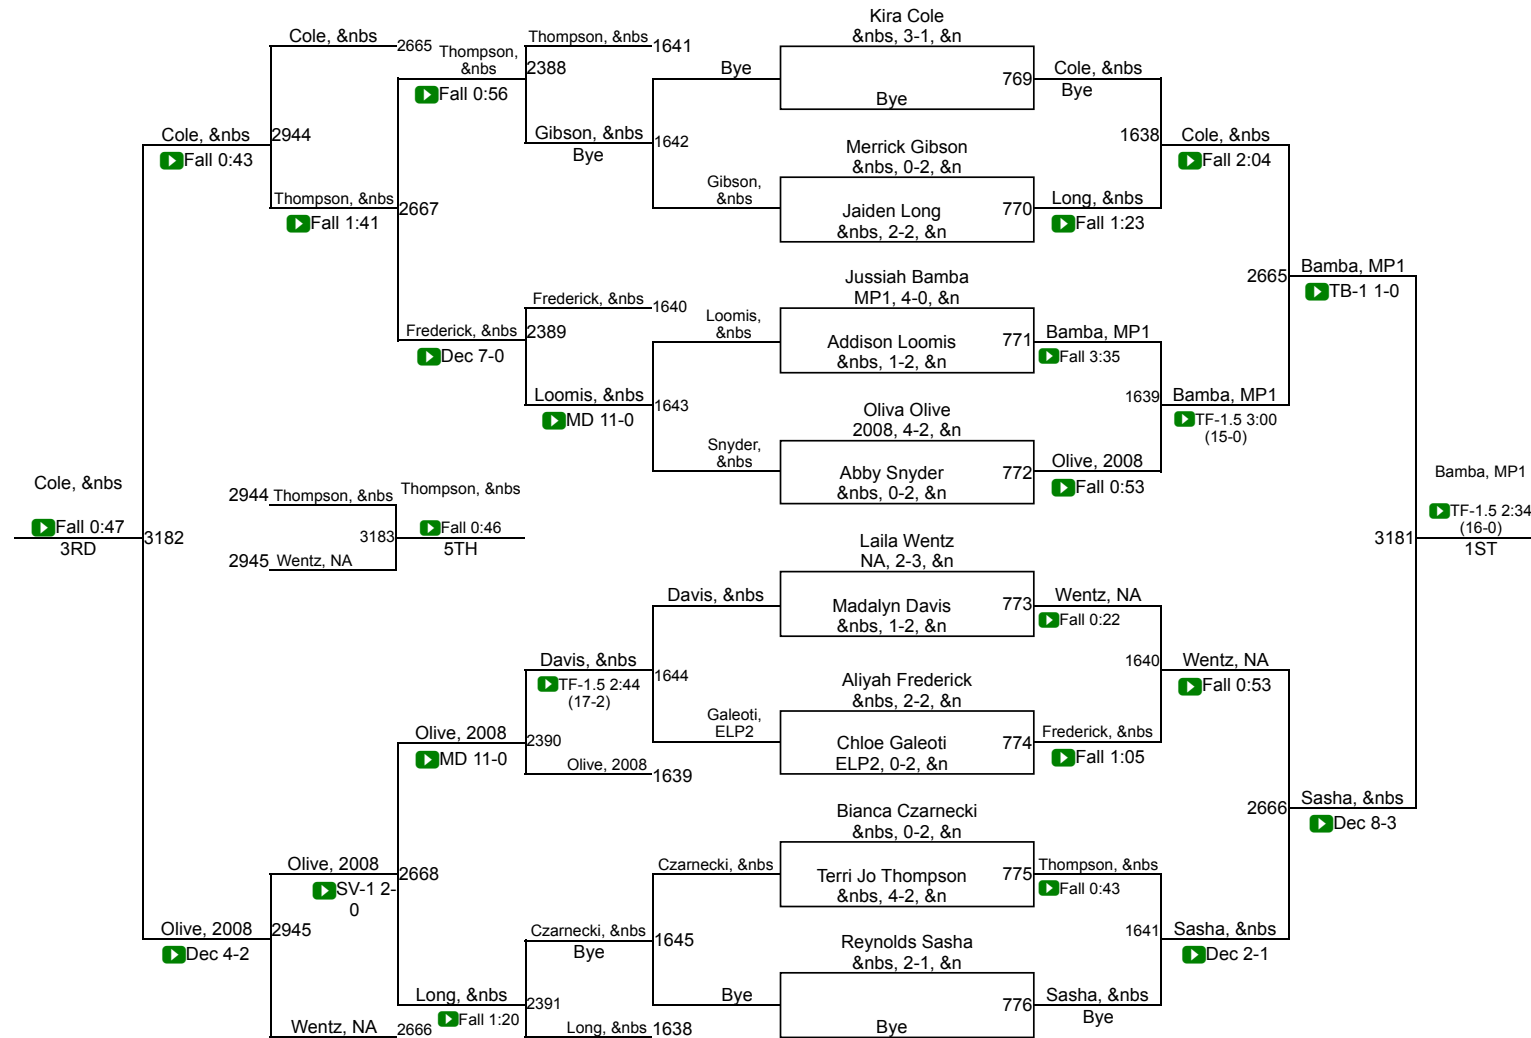 Kira Cole
&nbs, 3-1, &n
Cole, &nbs
2665
Thompson,
&nbs
Thompson, &nbs
1641
2388
Fall 0:56
Bye
Bye
769
Cole, &nbs
Bye
Cole, &nbs
Fall 0:43
2944
Gibson, &nbs
Bye
1642
Merrick Gibson
&nbs, 0-2, &n
1638
Cole, &nbs
Fall 2:04
Thompson, &nbs
2667
Fall 1:41
Gibson,
&nbs
Jaiden Long
&nbs, 2-2, &n
770
Long, &nbs
Fall 1:23
Jussiah Bamba
MP1, 4-0, &n
2665
Bamba, MP1
TB-1 1-0
Frederick, &nbs
1640
Frederick, &nbs
2389
Dec 7-0
Loomis,
&nbs
Addison Loomis
&nbs, 1-2, &n
771
Bamba, MP1
Fall 3:35
Loomis, &nbs
MD 11-0
1643
Oliva Olive
2008, 4-2, &n
1639
Bamba, MP1
TF-1.5 3:00
(15-0)
Snyder,
&nbs
Abby Snyder
&nbs, 0-2, &n
772
Olive, 2008
Fall 0:53
Cole, &nbs
Fall 0:47
3RD
3182
2944
Thompson, &nbs
2945
Wentz, NA
3183
Thompson, &nbs
Fall 0:46
5TH
3181
Bamba, MP1
TF-1.5 2:34
(16-0)
1ST
Laila Wentz
NA, 2-3, &n
Davis, &nbs
Madalyn Davis
&nbs, 1-2, &n
773
Wentz, NA
Fall 0:22
Davis, &nbs
TF-1.5 2:44
(17-2)
1644
Aliyah Frederick
&nbs, 2-2, &n
1640
Wentz, NA
Fall 0:53
Galeoti,
ELP2
Chloe Galeoti
ELP2, 0-2, &n
774
Frederick, &nbs
Fall 1:05
Olive, 2008
MD 11-0
2390
Olive, 2008
1639
Bianca Czarnecki
&nbs, 0-2, &n
2666
Sasha, &nbs
Dec 8-3
Olive, 2008
SV-1 2-
0
2668
Czarnecki, &nbs
Terri Jo Thompson
&nbs, 4-2, &n
775
Thompson, &nbs
Fall 0:43
Olive, 2008
Dec 4-2
2945
Czarnecki, &nbs
Bye
1645
Reynolds Sasha
&nbs, 2-1, &n
1641
Sasha, &nbs
Dec 2-1
Long, &nbs
Fall 1:20
2391
Bye
Bye
776
Sasha, &nbs
Bye
Wentz, NA
2666
Long, &nbs
1638